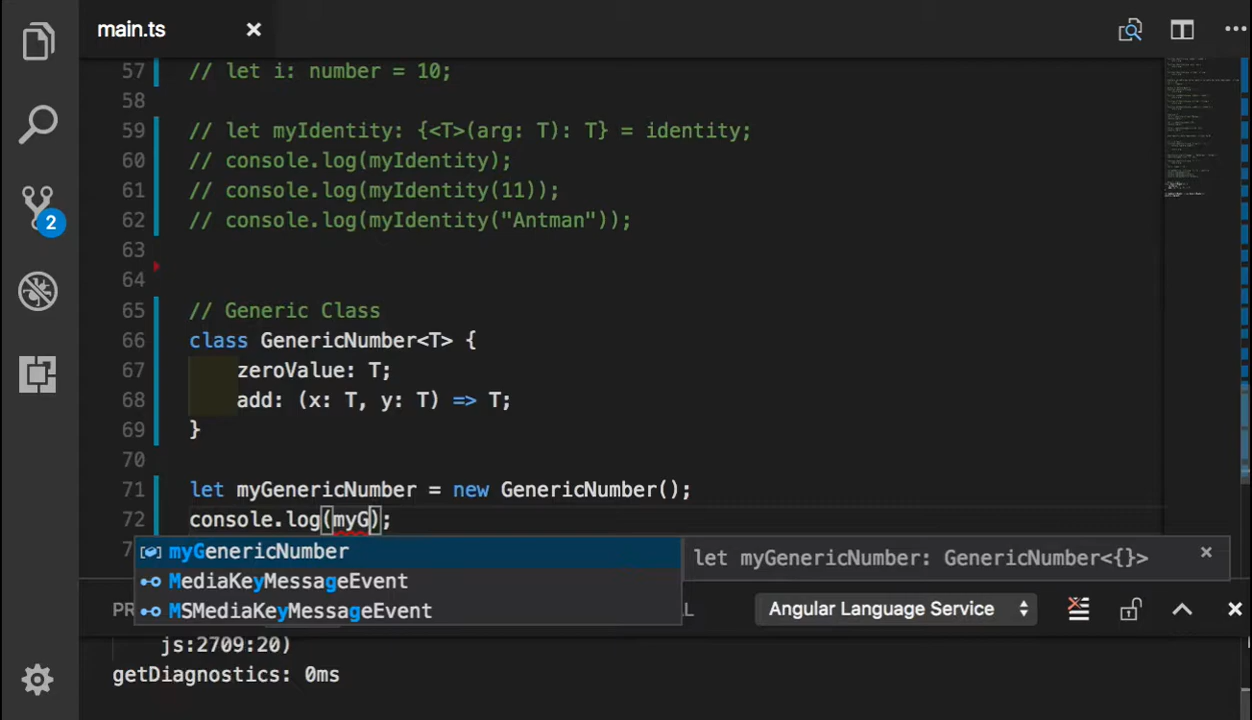 main.ts
57 // let i: number = 10;
58
59 // let myIdentity: {<T>(arg: T): T} = identity;
60 // console.log(myIdentity);
61 // console.log(myIdentity(11));
62 // console.log(myIdentity("Antman"));
63
64
65 // Generic Class
66 class GenericNumber<T> {
67 zeroValue: T;
68 add: (x: T, y: T) => T;
69 }
70
71 let myGenericNumber = new GenericNumber();
72 console.log(myG);
7
myGenericNumber
let myGenericNumber: GenericNumber<{}>
MediaKeyMessageEvent
MSMediaKeyMessageEvent
PR
L
Angular Language Service
js:2709:20)
getDiagnostics: 0ms
2